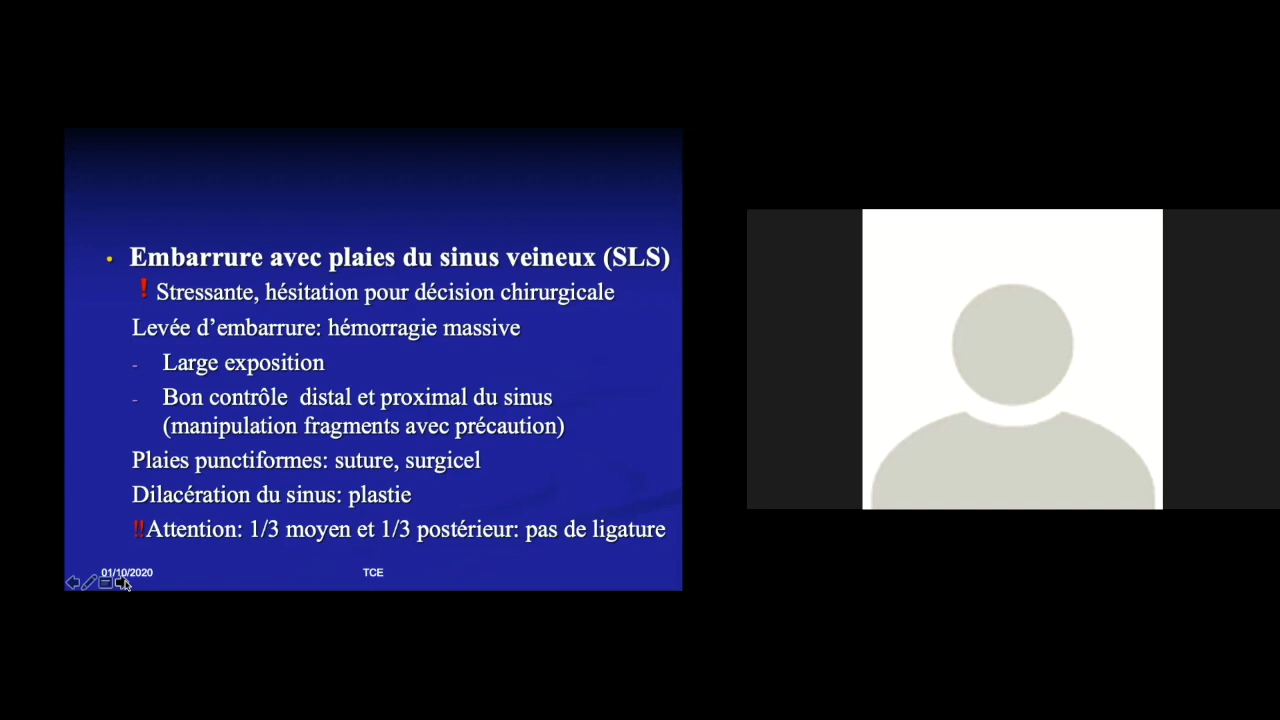 • Embarrure avec plaies du sinus veineux (SLS)
! Stressante, hésitation pour décision chirurgicale
Levée d’embarrure: hémorragie massive
- Large exposition
- Bon contrôle distal et proximal du sinus
(manipulation fragments avec précaution)
Plaies punctiformes: suture, surgicel
Dilacération du sinus: plastie
!!Attention: 1/3 moyen et 1/3 postérieur: pas de ligature
01/10/2020
TCE